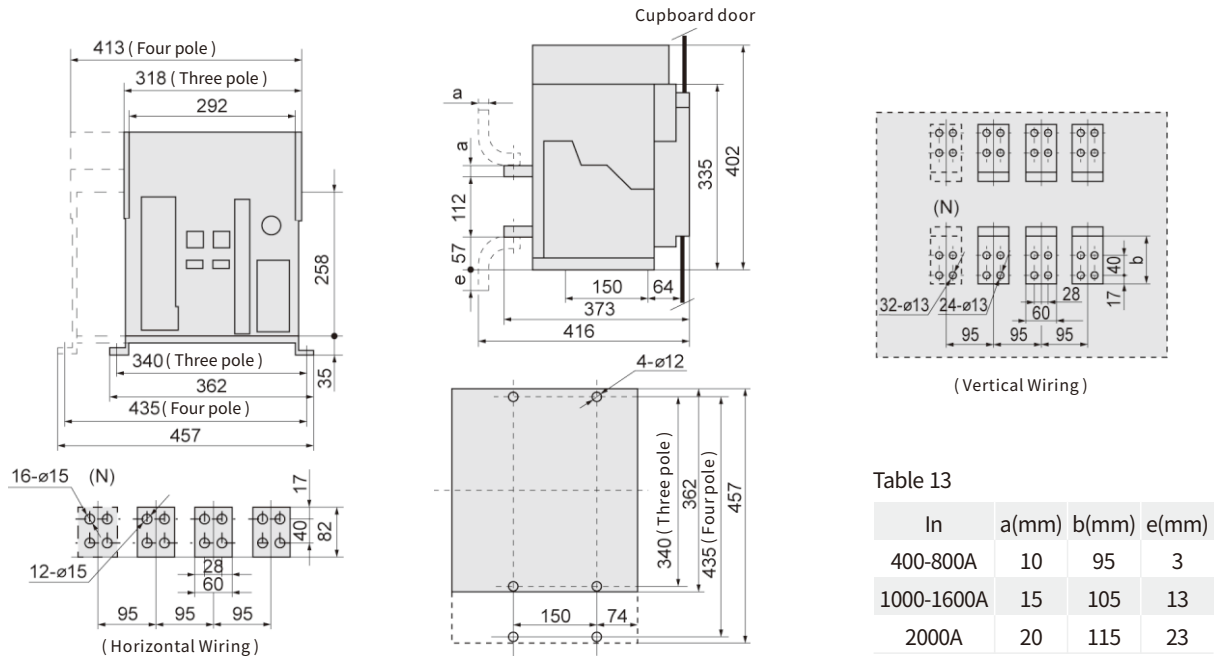 413 ( Four pole )
318 ( Three pole )
292
258
340 ( Three pole )
35
362
435( Four pole )
457
Cupboard door
a
a
112
57
e
335
402
150
64
373
416
(N)
40
b
32-ø13
24-ø13
28
17
60
95
95
95
( Vertical Wiring )
16-ø15
(N)
17
40
82
12-ø15
28
60
95
95
95
( Horizontal Wiring )
4-ø12
340 ( Three pole )
362
435 ( Four pole )
457
150
74
Table 13
In a(mm) b(mm) e(mm)
400-800A 10 95 3
1000-1600A 15 105 13
2000A 20 115 23